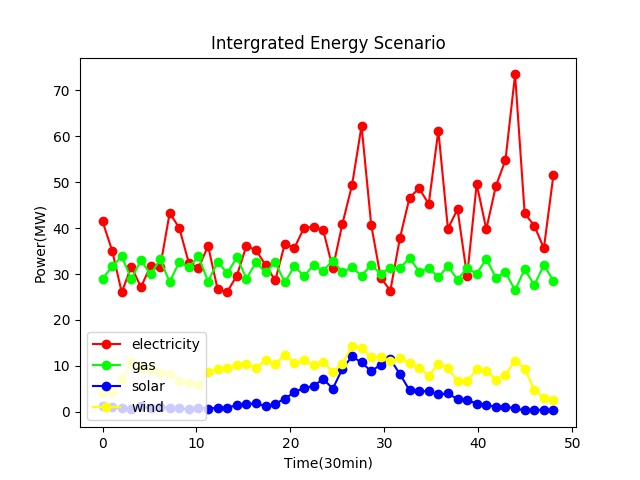 Intergrated Energy Scenario
Power(MW)
70
60
50
40
30
20
10
0
electricity
gas
solar
wind
0 10 20 30 40 50
Time(30min)